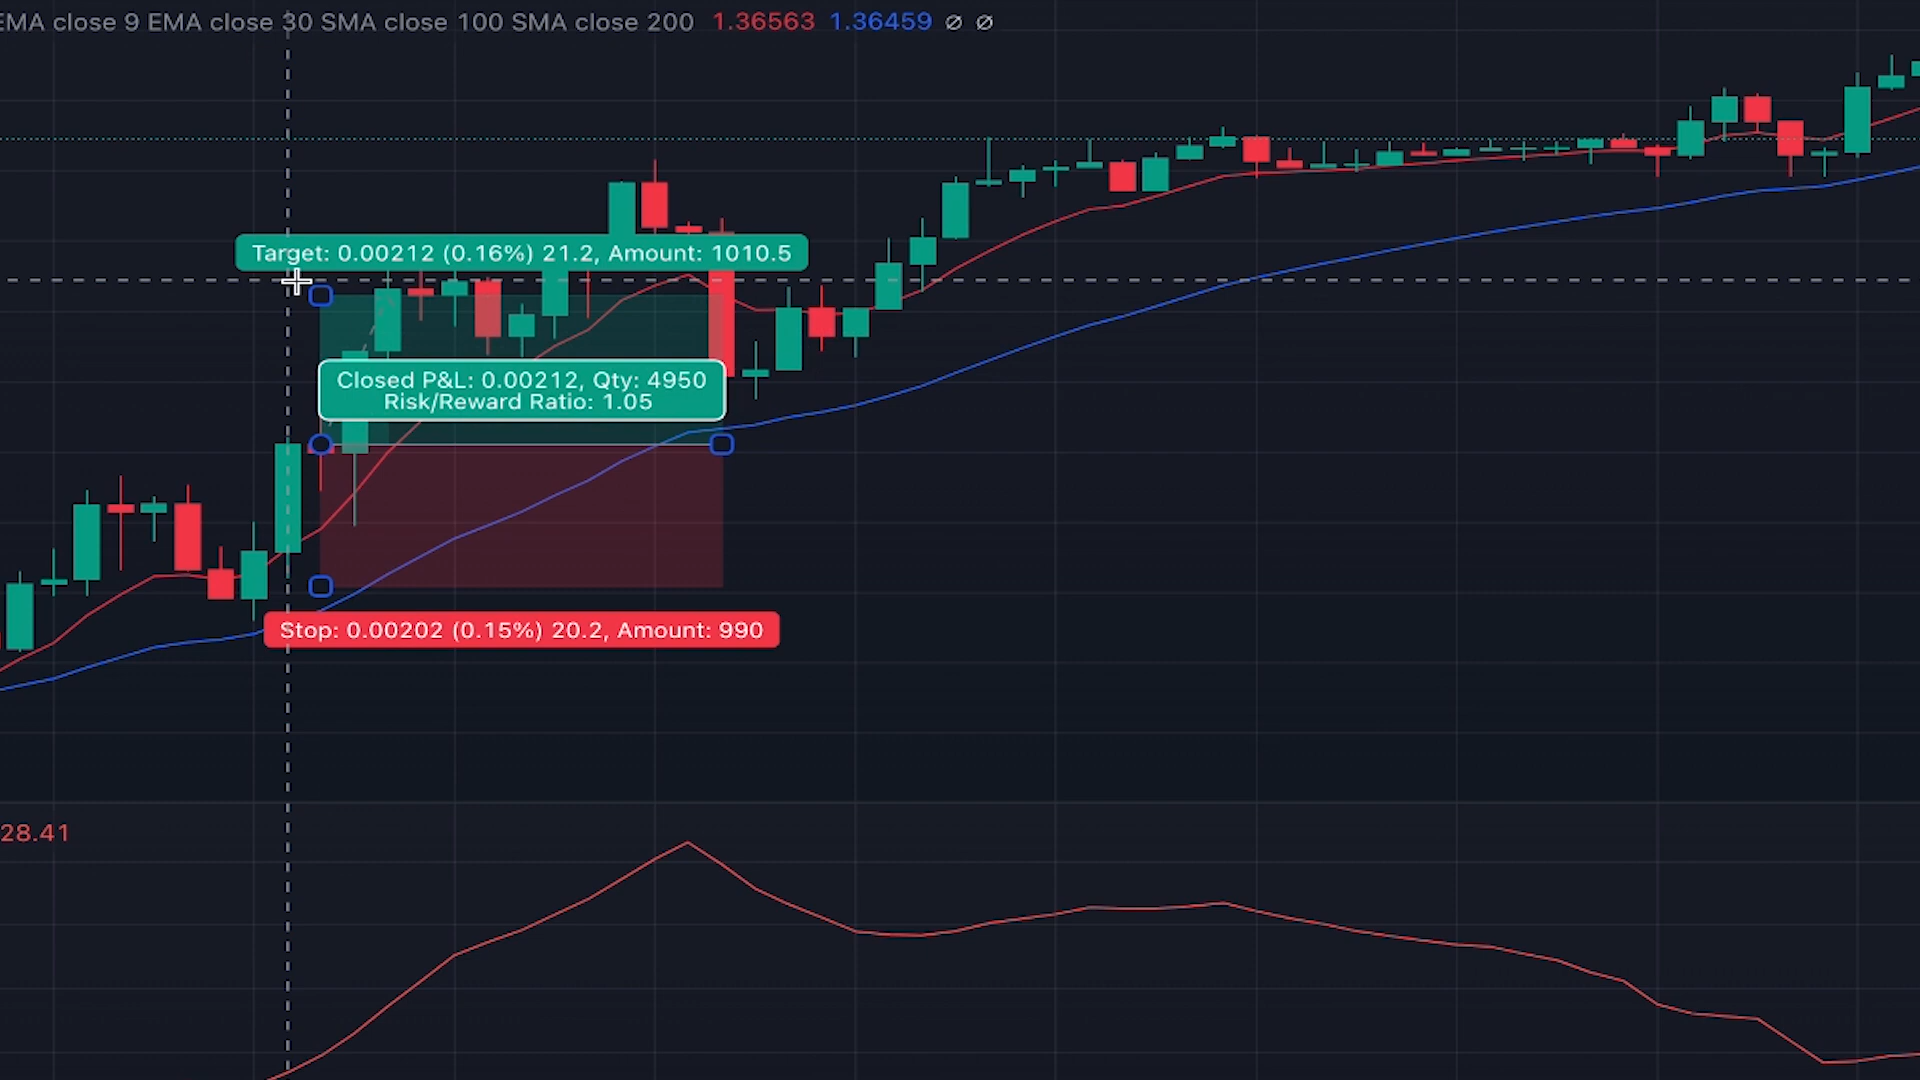 EMA close 9 EMA close 30 SMA close 100 SMA close 200 1.36563 1.36459 ∅ ∅
Target: 0.00212 (0.16%) 21.2, Amount: 1010.5
Closed P&L: 0.00212, Qty: 4950
Risk/Reward Ratio: 1.05
Stop: 0.00202 (0.15%) 20.2, Amount: 990
28.41